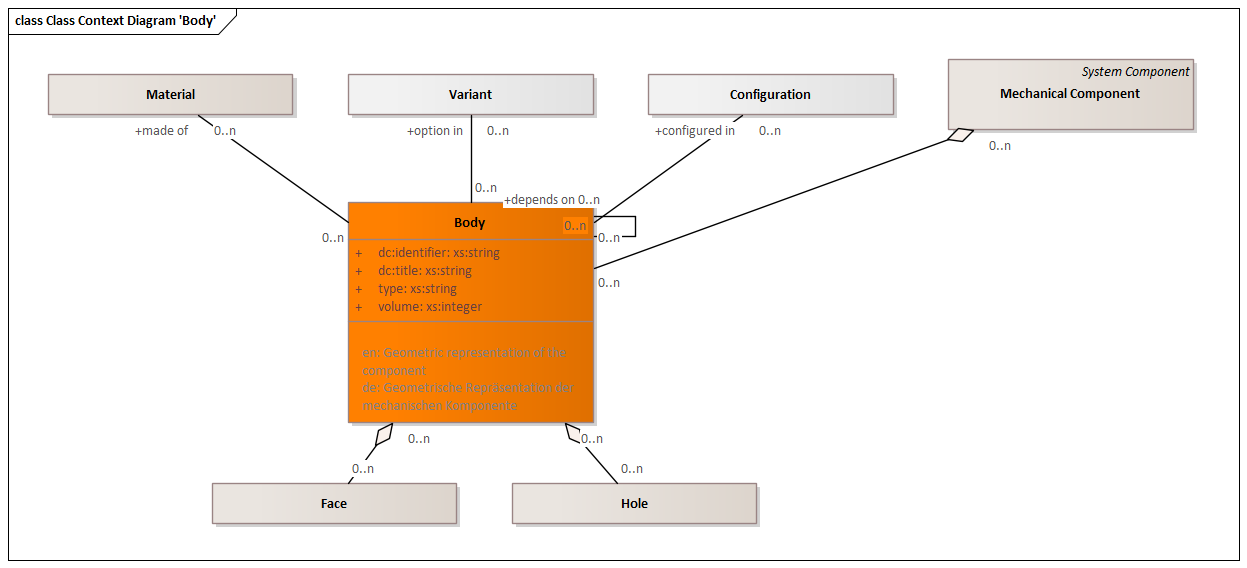 class Class Context Diagram 'Body'
System Component
Material
Variant
Configuration
Mechanical Component
+made of 0..n
+option in 0..n
+configured in 0..n
0..n
0..n
+depends on 0..n
Body
0..n
0..n
0..n
+ dc:identifier: xs:string
+ dc:title: xs:string
0..n
+ type: xs:string
+ volume: xs:integer
en: Geometric representation of the
component
de: Geometrische Repräsentation der
mechanischen Komponente
0..n
0..n
0..n
0..n
Face
Hole